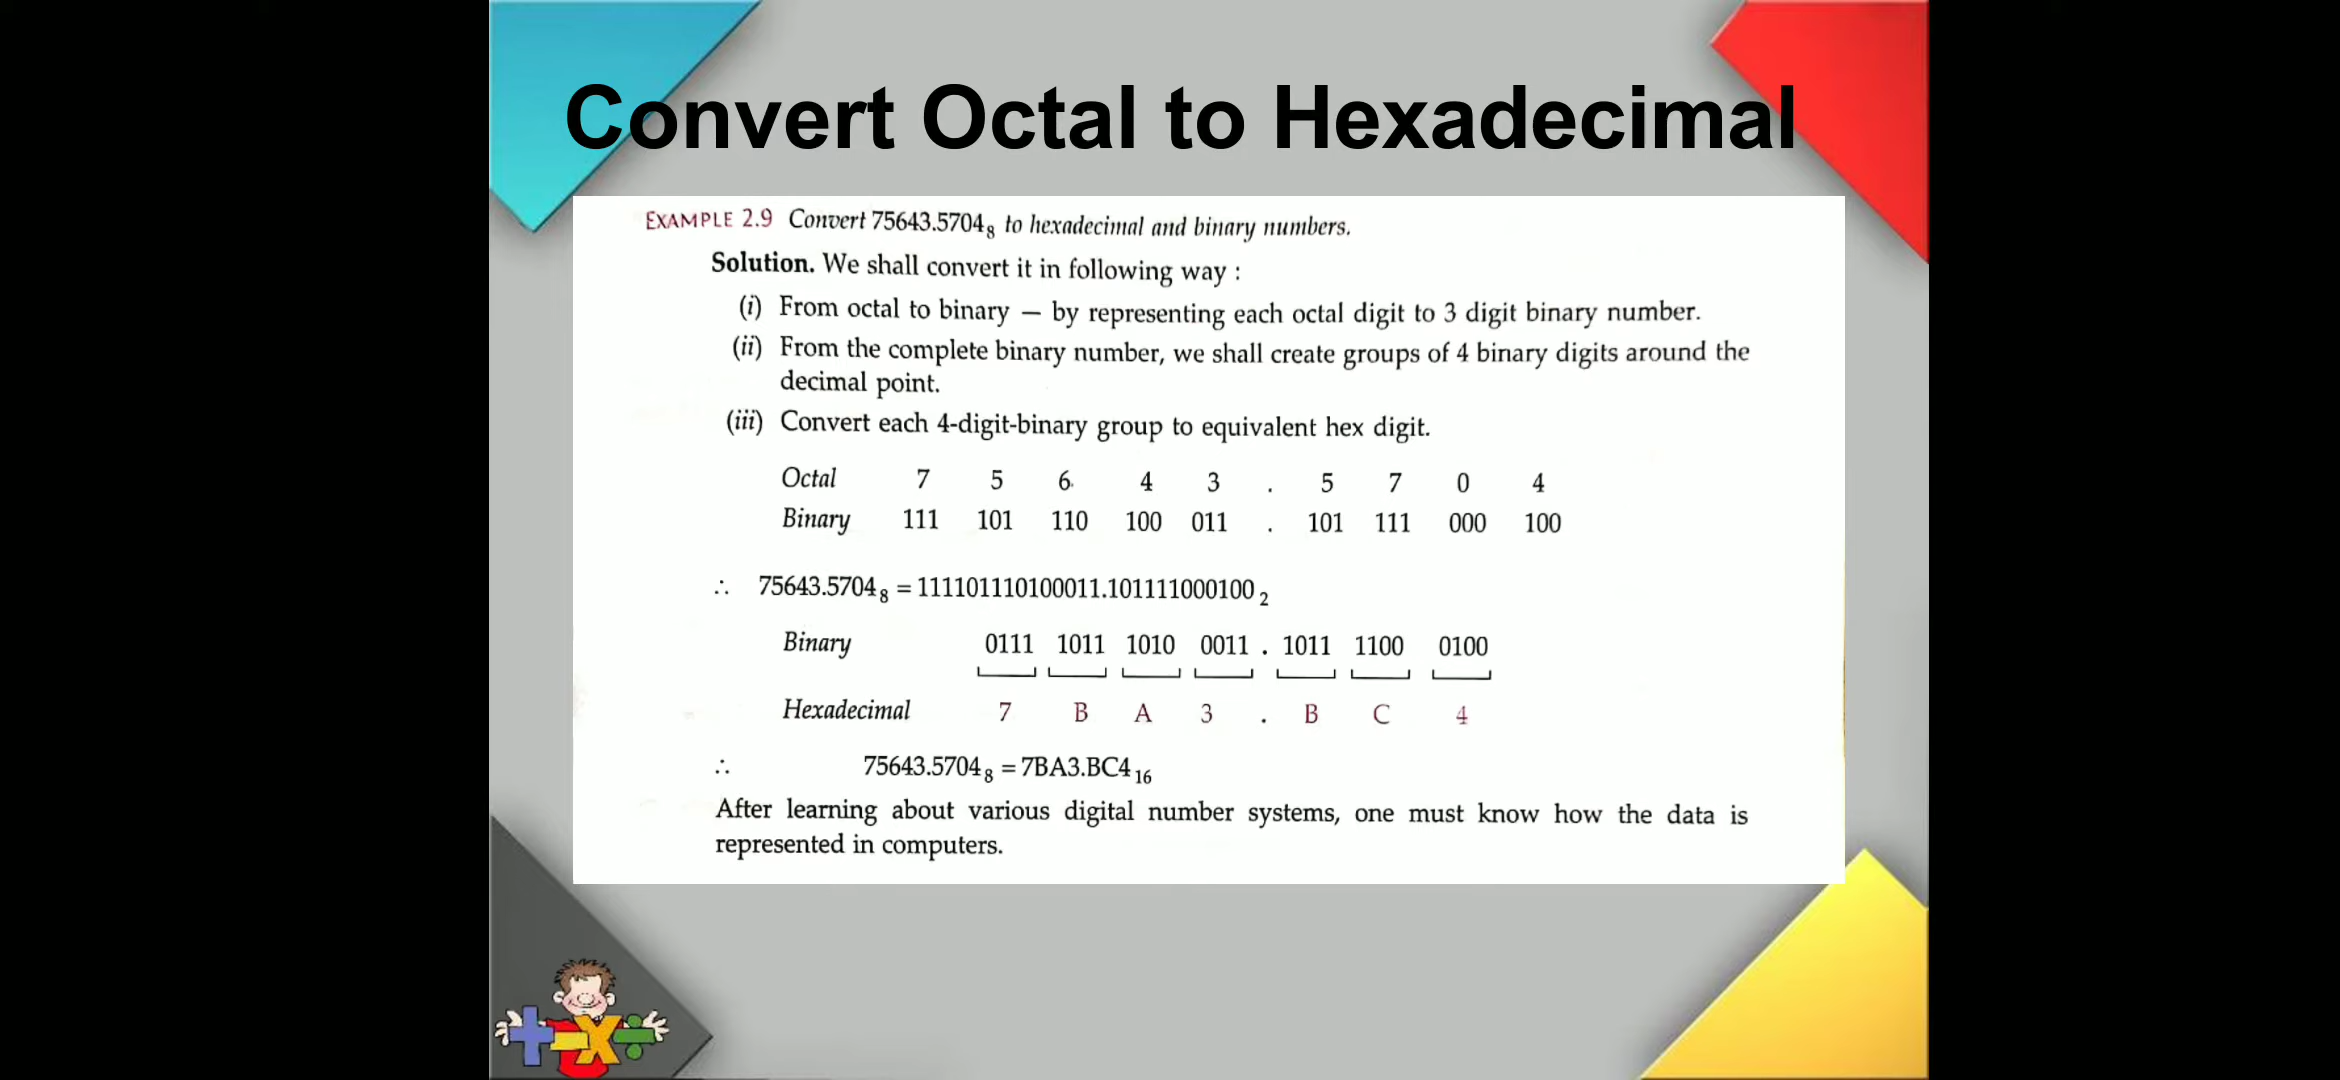 Convert Octal to Hexadecimal
EXAMPLE 2.9 Convert 75643.5704₈ to hexadecimal and binary numbers.
Solution. We shall convert it in following way :
(i) From octal to binary — by representing each octal digit to 3 digit binary number.
(ii) From the complete binary number, we shall create groups of 4 binary digits around the
decimal point.
(iii) Convert each 4-digit-binary group to equivalent hex digit.
Octal 7 5 6 4 3 . 5 7 0 4
Binary 111 101 110 100 011 . 101 111 000 100
∴ 75643.5704₈ = 111101110100011.101111000100₂
Binary 0111 1011 1010 0011 . 1011 1100 0100
Hexadecimal 7 B A 3 . B C 4
∴ 75643.5704₈ = 7BA3.BC4₁₆
After learning about various digital number systems, one must know how the data is
represented in computers.